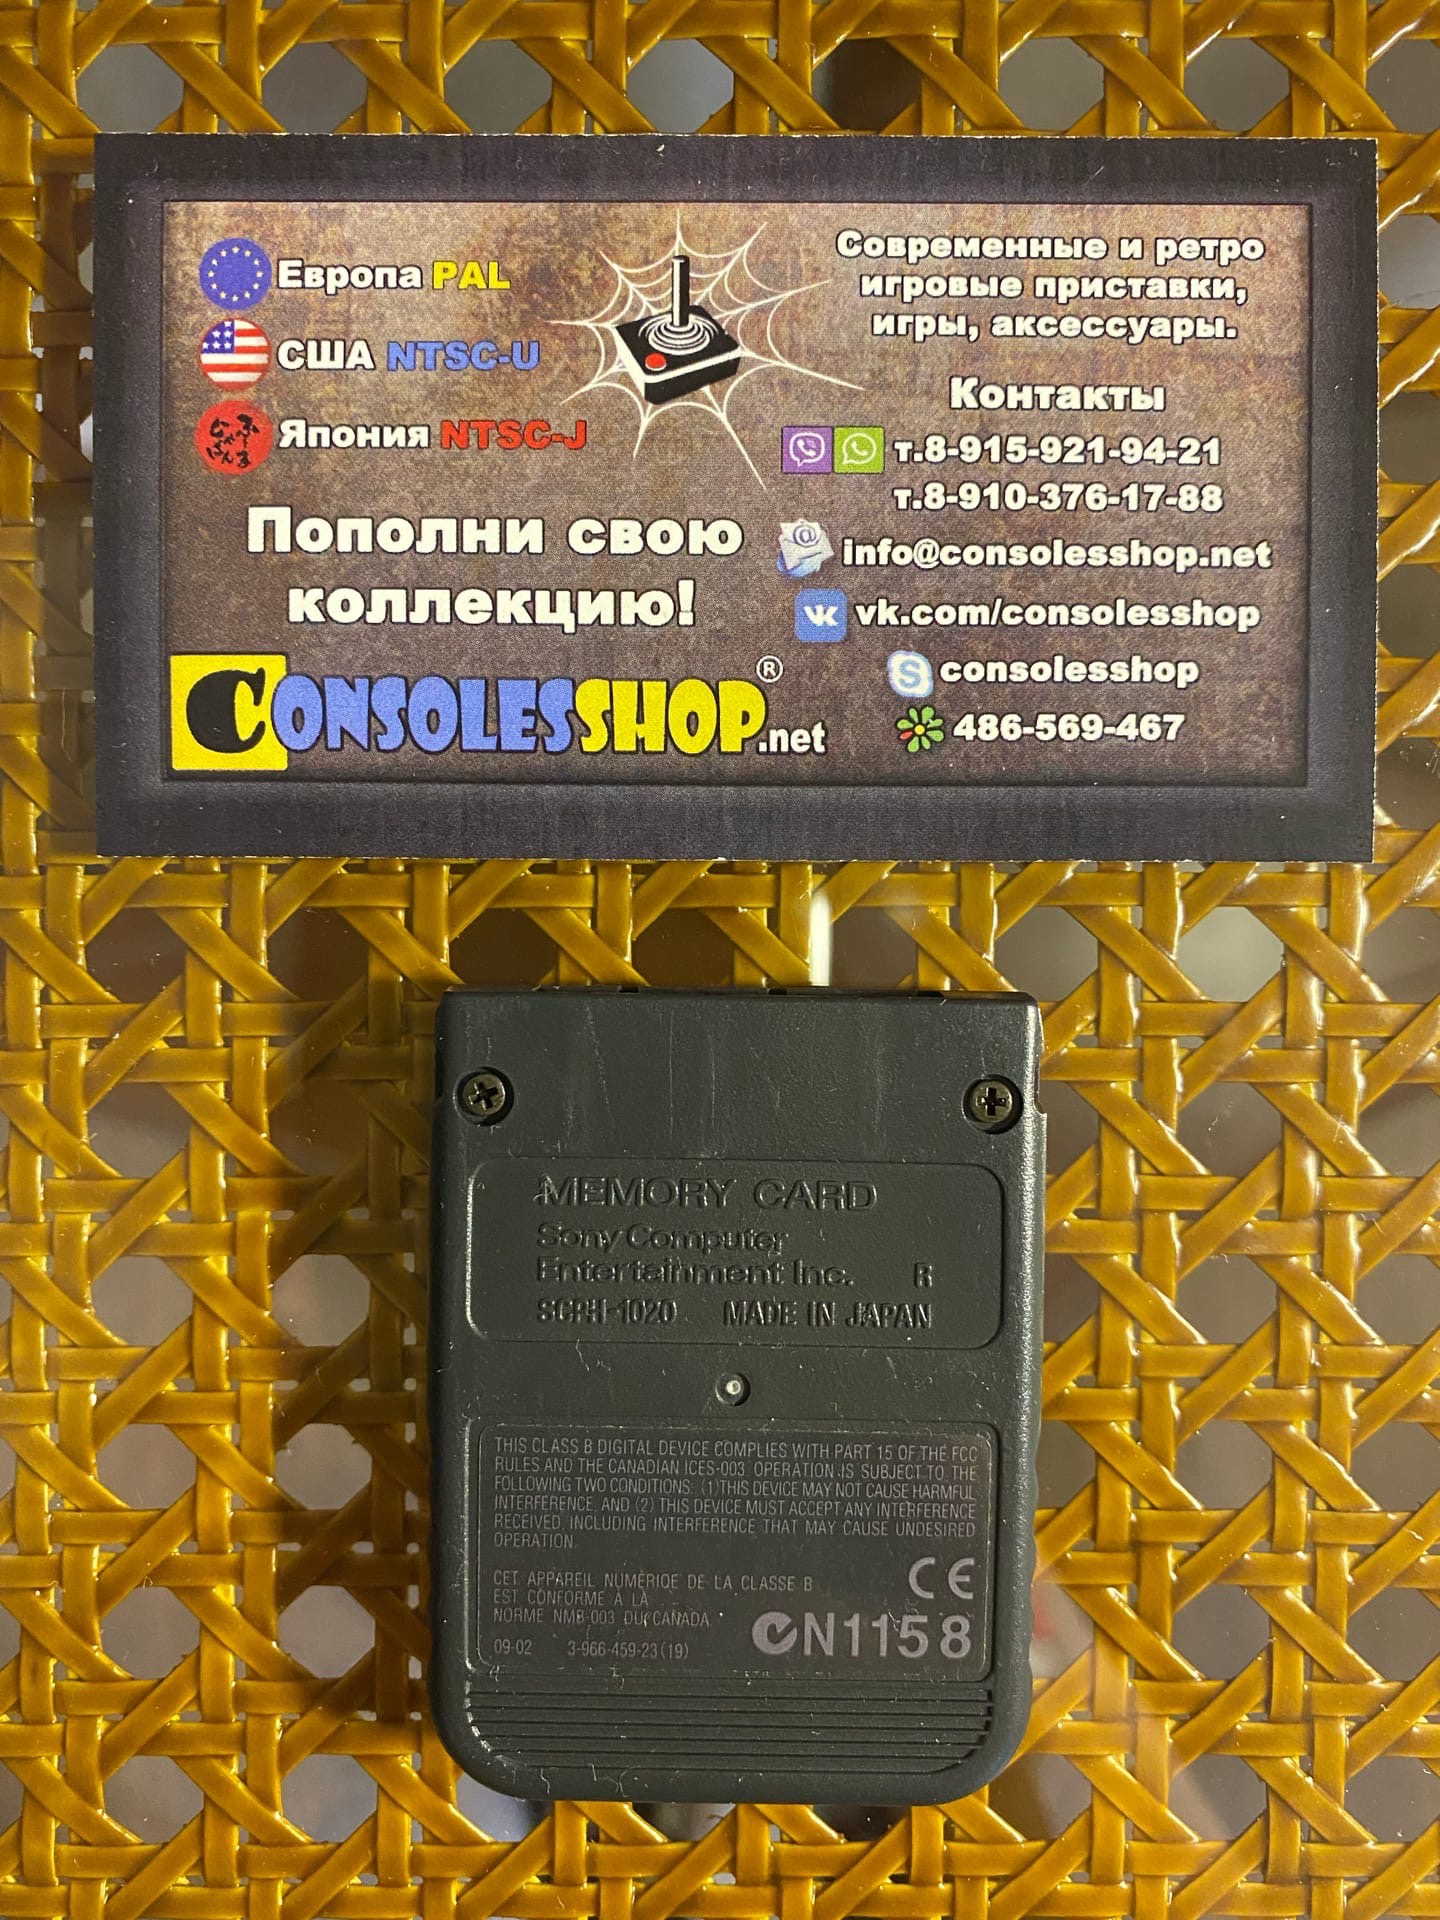 Европа PAL
США NTSC-U
Япония NTSC-J
Пополни свою
коллекцию!
CONSOLESSHOP.net
®
Современные и ретро
игровые приставки,
игры, аксессуары.
Контакты
т.8-915-921-94-21
т.8-910-376-17-88
info@consolesshop.net
vk.com/consolesshop
consolesshop
486-569-467
MEMORY CARD
Sony Computer
Entertainment Inc. R
SCPH-1020 MADE IN JAPAN
THIS CLASS B DIGITAL DEVICE COMPLIES WITH PART 15 OF THE FCC
RULES AND THE CANADIAN ICES-003. OPERATION IS SUBJECT TO THE
FOLLOWING TWO CONDITIONS: (1) THIS DEVICE MAY NOT CAUSE HARMFUL
INTERFERENCE, AND (2) THIS DEVICE MUST ACCEPT ANY INTERFERENCE
RECEIVED, INCLUDING INTERFERENCE THAT MAY CAUSE UNDESIRED
OPERATION.
CET APPAREIL NUMÉRIQE DE LA CLASSE B
EST CONFORME À LA
NORME NMB-003 DU CANADA
CE
09-02 3-966-459-23 (19)
N1158